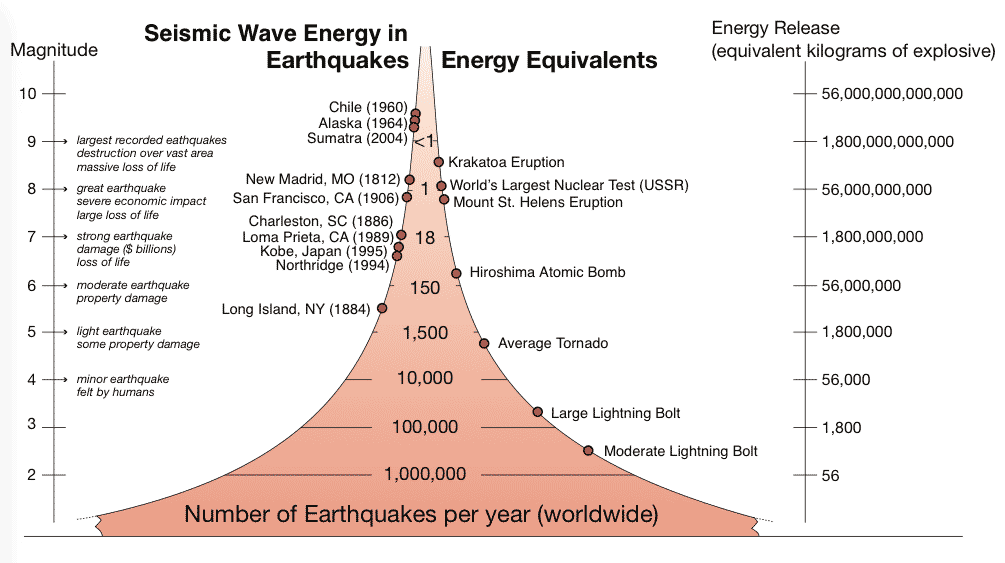 Seismic Wave Energy in
Earthquakes
Energy Equivalents
Energy Release
(equivalent kilograms of explosive)
Magnitude
10
9
8
7
6
5
4
3
2
largest recorded eathquakes
destruction over vast area
massive loss of life
great earthquake
severe economic impact
large loss of life
strong earthquake
damage ($ billions)
loss of life
moderate earthquake
property damage
light earthquake
some property damage
minor earthquake
felt by humans
Chile (1960)
Alaska (1964)
Sumatra (2004)
New Madrid, MO (1812)
San Francisco, CA (1906)
Charleston, SC (1886)
Loma Prieta, CA (1989)
Kobe, Japan (1995)
Northridge (1994)
Long Island, NY (1884)
<1
1
18
150
1,500
10,000
100,000
1,000,000
Number of Earthquakes per year (worldwide)
Krakatoa Eruption
World's Largest Nuclear Test (USSR)
Mount St. Helens Eruption
Hiroshima Atomic Bomb
Average Tornado
Large Lightning Bolt
Moderate Lightning Bolt
56,000,000,000,000
1,800,000,000,000
56,000,000,000
1,800,000,000
56,000,000
1,800,000
56,000
1,800
56